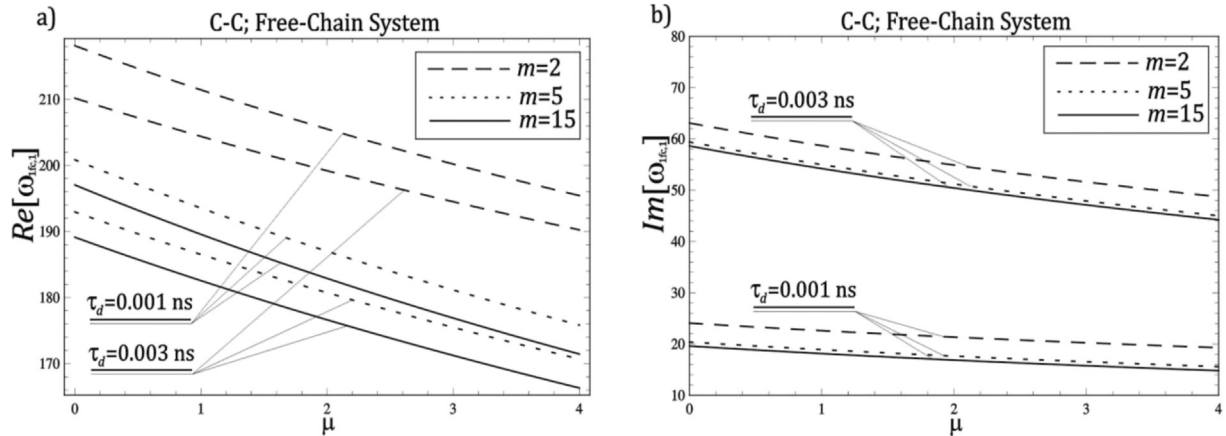 a)
C-C; Free-Chain System
m=2
m=5
m=15
210
200
190
180
170
Re[ω1fc,1]
τd=0.001 ns
τd=0.003 ns
0
1
2
3
4
μ
b)
C-C; Free-Chain System
m=2
m=5
m=15
80
70
60
50
40
30
20
10
Im[ω1fc,1]
τd=0.003 ns
τd=0.001 ns
0
1
2
3
4
μ